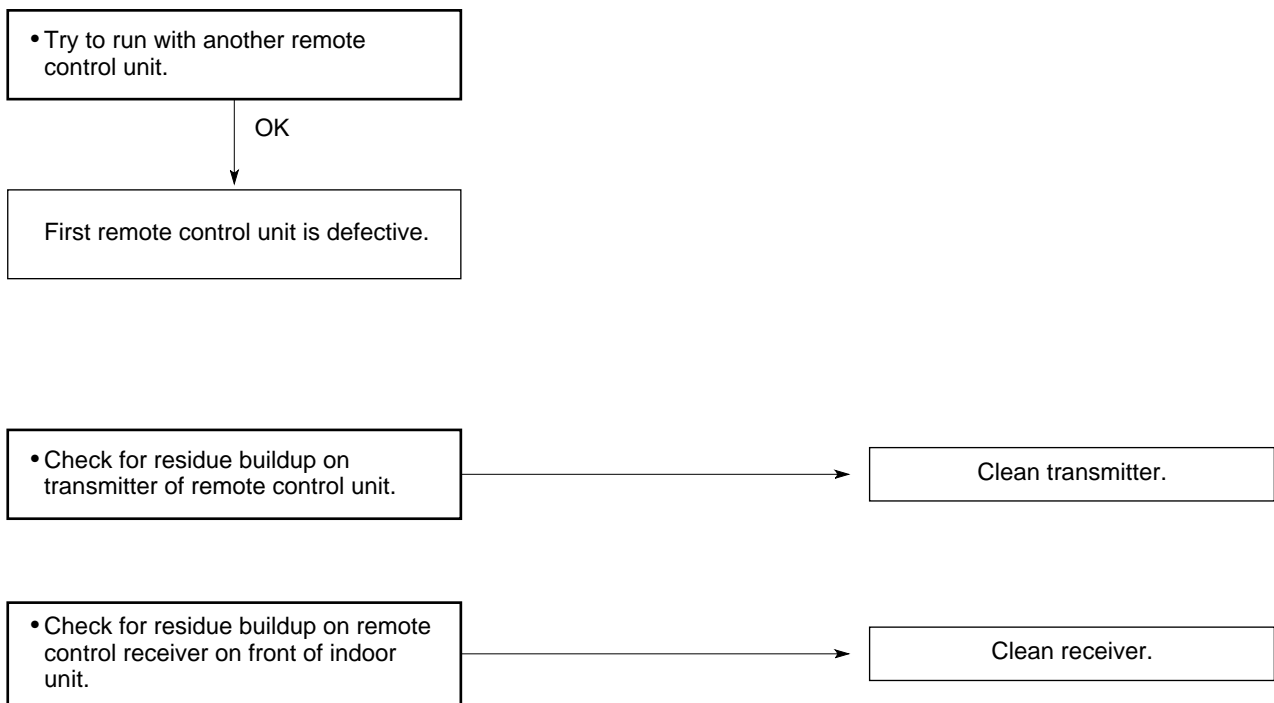 • Try to run with another remote
control unit.
OK
First remote control unit is defective.
• Check for residue buildup on
transmitter of remote control unit.
Clean transmitter.
• Check for residue buildup on remote
control receiver on front of indoor
unit.
Clean receiver.